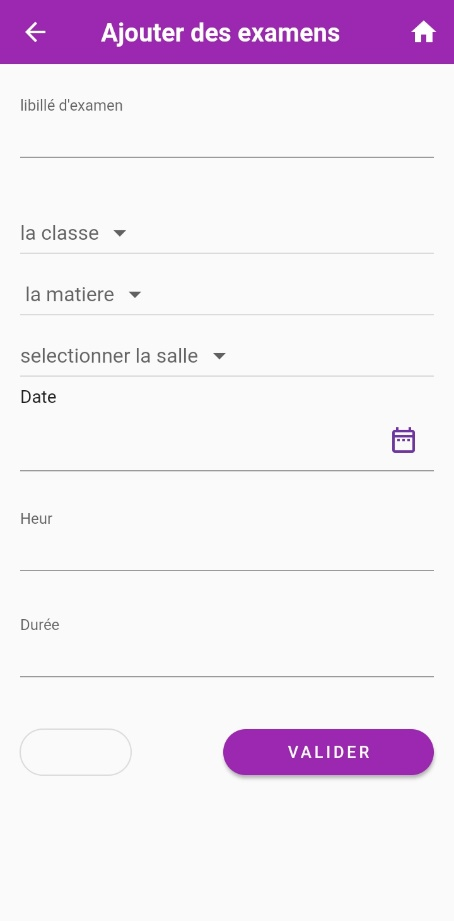 Ajouter des examens
libillé d'examen
la classe
la matiere
selectionner la salle
Date
Heur
Durée
VALIDER